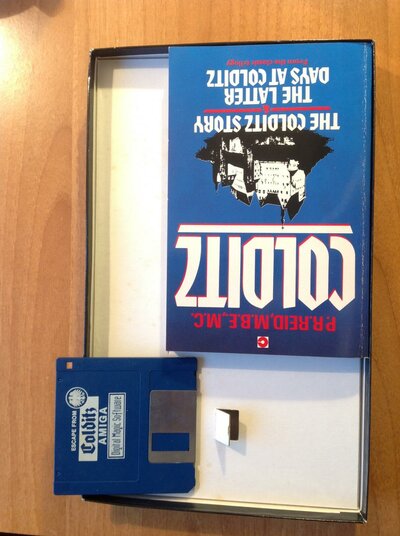 P.R.REID, M.B.E., M.C.
COLDITZ
THE COLDITZ STORY
&
THE LATTER
DAYS AT COLDITZ
From the classic trilogy
ESCAPE FROM
Colditz
AMIGA
Digital Magic Software